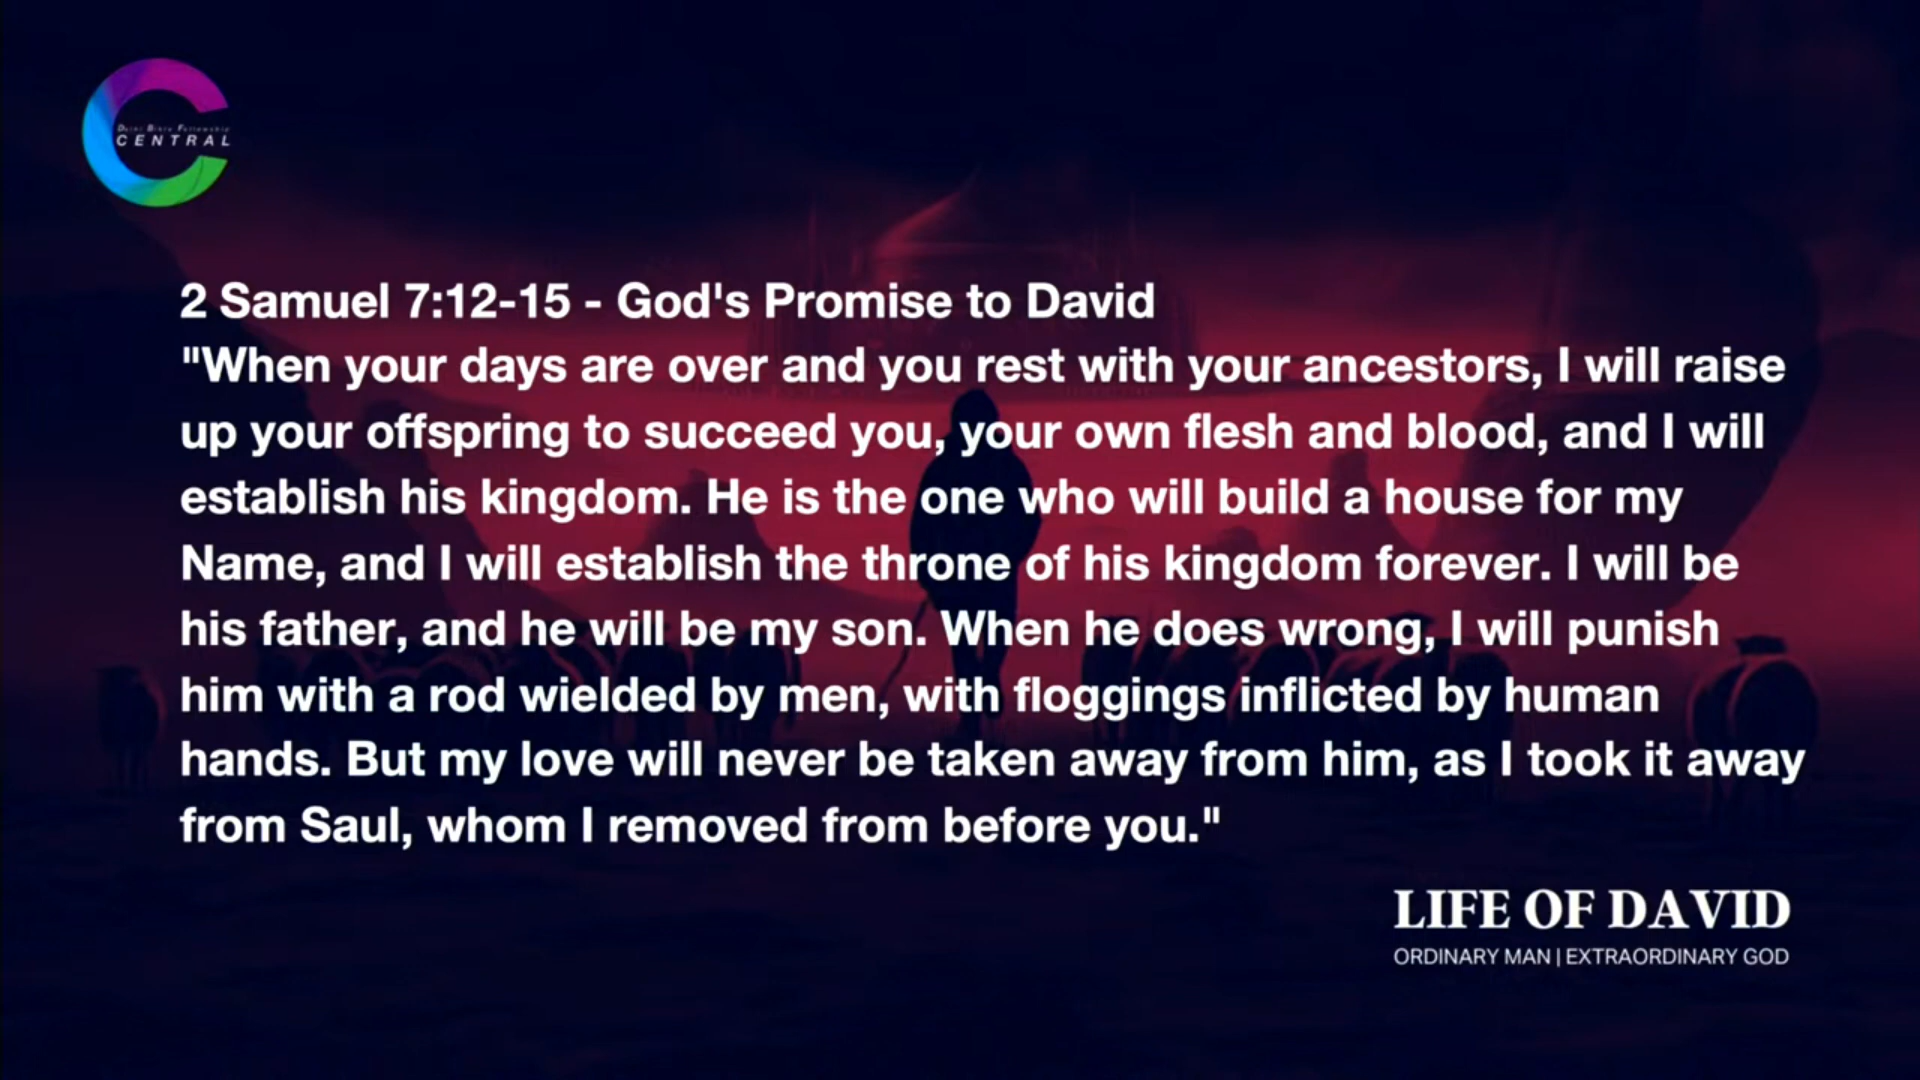 CENTRAL
2 Samuel 7:12-15 - God's Promise to David
"When your days are over and you rest with your ancestors, I will raise
up your offspring to succeed you, your own flesh and blood, and I will
establish his kingdom. He is the one who will build a house for my
Name, and I will establish the throne of his kingdom forever. I will be
his father, and he will be my son. When he does wrong, I will punish
him with a rod wielded by men, with floggings inflicted by human
hands. But my love will never be taken away from him, as I took it away
from Saul, whom I removed from before you."
LIFE OF DAVID
ORDINARY MAN | EXTRAORDINARY GOD